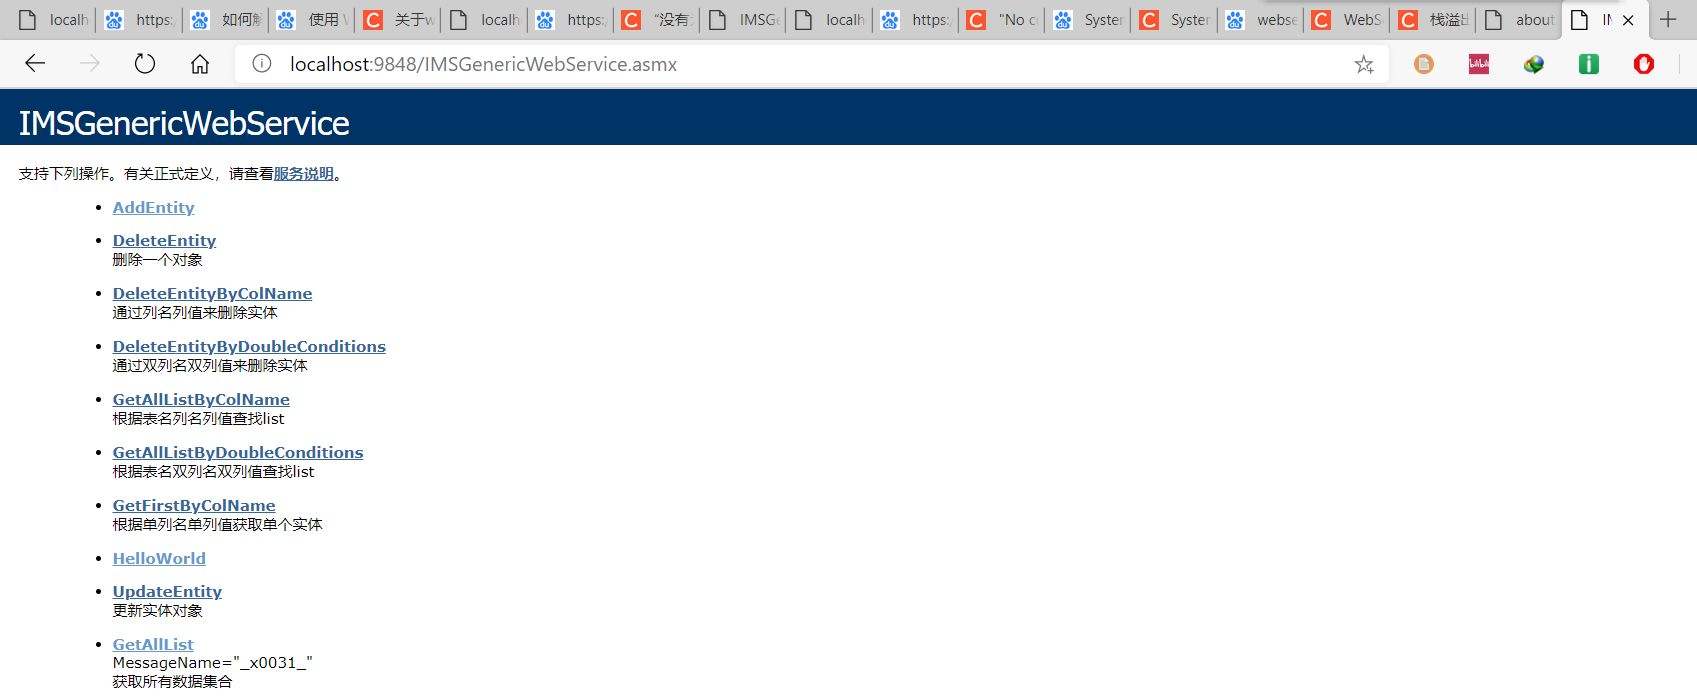 localh https:/ 如何解 使用 关于w localh https:/ "没有 IMSGe localh https:/ "No c System System webse WebS 栈溢出 about IM
localhost:9848/IMSGenericWebService.asmx
IMSGenericWebService
支持下列操作。有关正式定义，请查看服务说明。
AddEntity
DeleteEntity
删除一个对象
DeleteEntityByColName
通过列名列值来删除实体
DeleteEntityByDoubleConditions
通过双列名双列值来删除实体
GetAllListByColName
根据表名列名列值查找list
GetAllListByDoubleConditions
根据表名双列名双列值查找list
GetFirstByColName
根据单列名单列值获取单个实体
HelloWorld
UpdateEntity
更新实体对象
GetAllList
MessageName="_x0031_"
获取所有数据集合